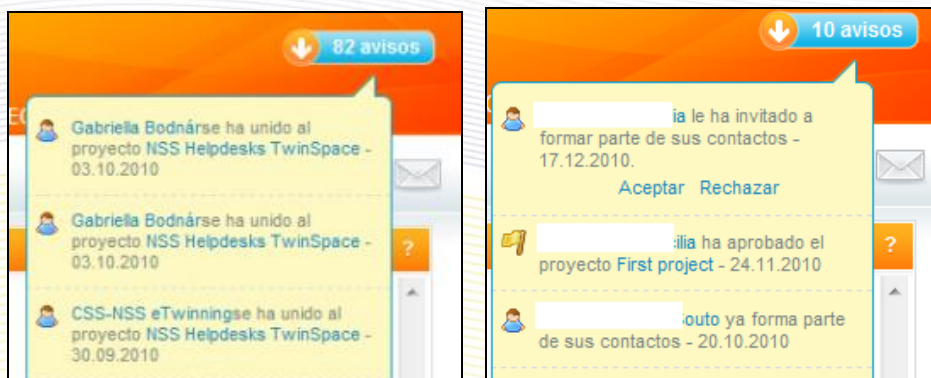 82 avisos
Gabriella Bodnárse ha unido al
proyecto NSS Helpdesks TwinSpace -
03.10.2010
Gabriella Bodnárse ha unido al
proyecto NSS Helpdesks TwinSpace -
03.10.2010
CSS-NSS eTwinningse ha unido al
proyecto NSS Helpdesks TwinSpace -
30.09.2010
?
10 avisos
ia le ha invitado a
formar parte de sus contactos -
17.12.2010.
Aceptar Rechazar
cilia ha aprobado el
proyecto First project - 24.11.2010
outo ya forma parte
de sus contactos - 20.10.2010
?